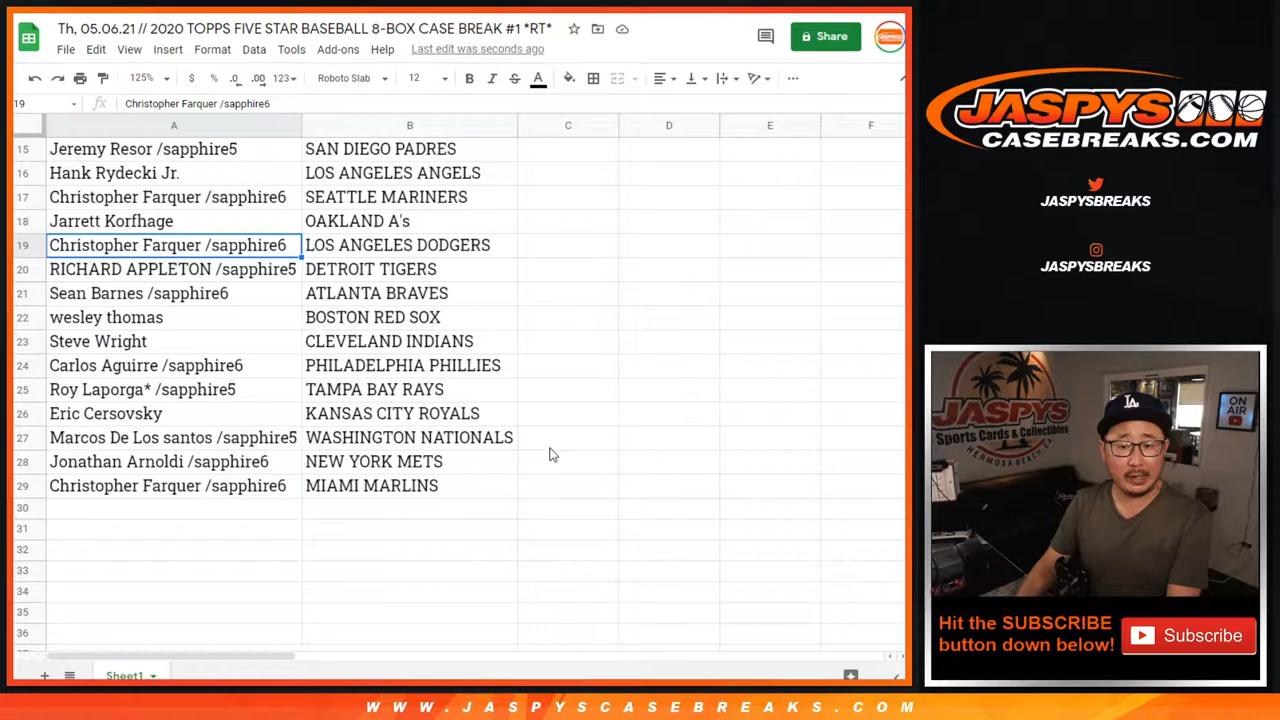 Th, 05.06.21 // 2020 TOPPS FIVE STAR BASEBALL 8-BOX CASE BREAK #1 *RT*
File Edit View Insert Format Data Tools Add-ons Help Last edit was seconds ago
Share
125% $ % .0 .00 123 Roboto Slab 12 B I S A
19 fx Christopher Farquer /sapphire6
A B C D E F
15 Jeremy Resor /sapphire5 SAN DIEGO PADRES
16 Hank Rydecki Jr. LOS ANGELES ANGELS
17 Christopher Farquer /sapphire6 SEATTLE MARINERS
18 Jarrett Korfhage OAKLAND A's
19 Christopher Farquer /sapphire6 LOS ANGELES DODGERS
20 RICHARD APPLETON /sapphire5 DETROIT TIGERS
21 Sean Barnes /sapphire6 ATLANTA BRAVES
22 wesley thomas BOSTON RED SOX
23 Steve Wright CLEVELAND INDIANS
24 Carlos Aguirre /sapphire6 PHILADELPHIA PHILLIES
25 Roy Laporga* /sapphire5 TAMPA BAY RAYS
26 Eric Cersovsky KANSAS CITY ROYALS
27 Marcos De Los santos /sapphire5 WASHINGTON NATIONALS
28 Jonathan Arnoldi /sapphire6 NEW YORK METS
29 Christopher Farquer /sapphire6 MIAMI MARLINS
30
31
32
33
34
35
36
Sheet1
JASPYS
CASEBREAKS.COM
JASPYSBREAKS
JASPYSBREAKS
JASPYS
Sports Cards & Collectibles
HERMOSA BEACH, CA
ON
AIR
LA
Hit the SUBSCRIBE
button down below!
Subscribe
WWW.JASPYSCASEBREAKS.COM